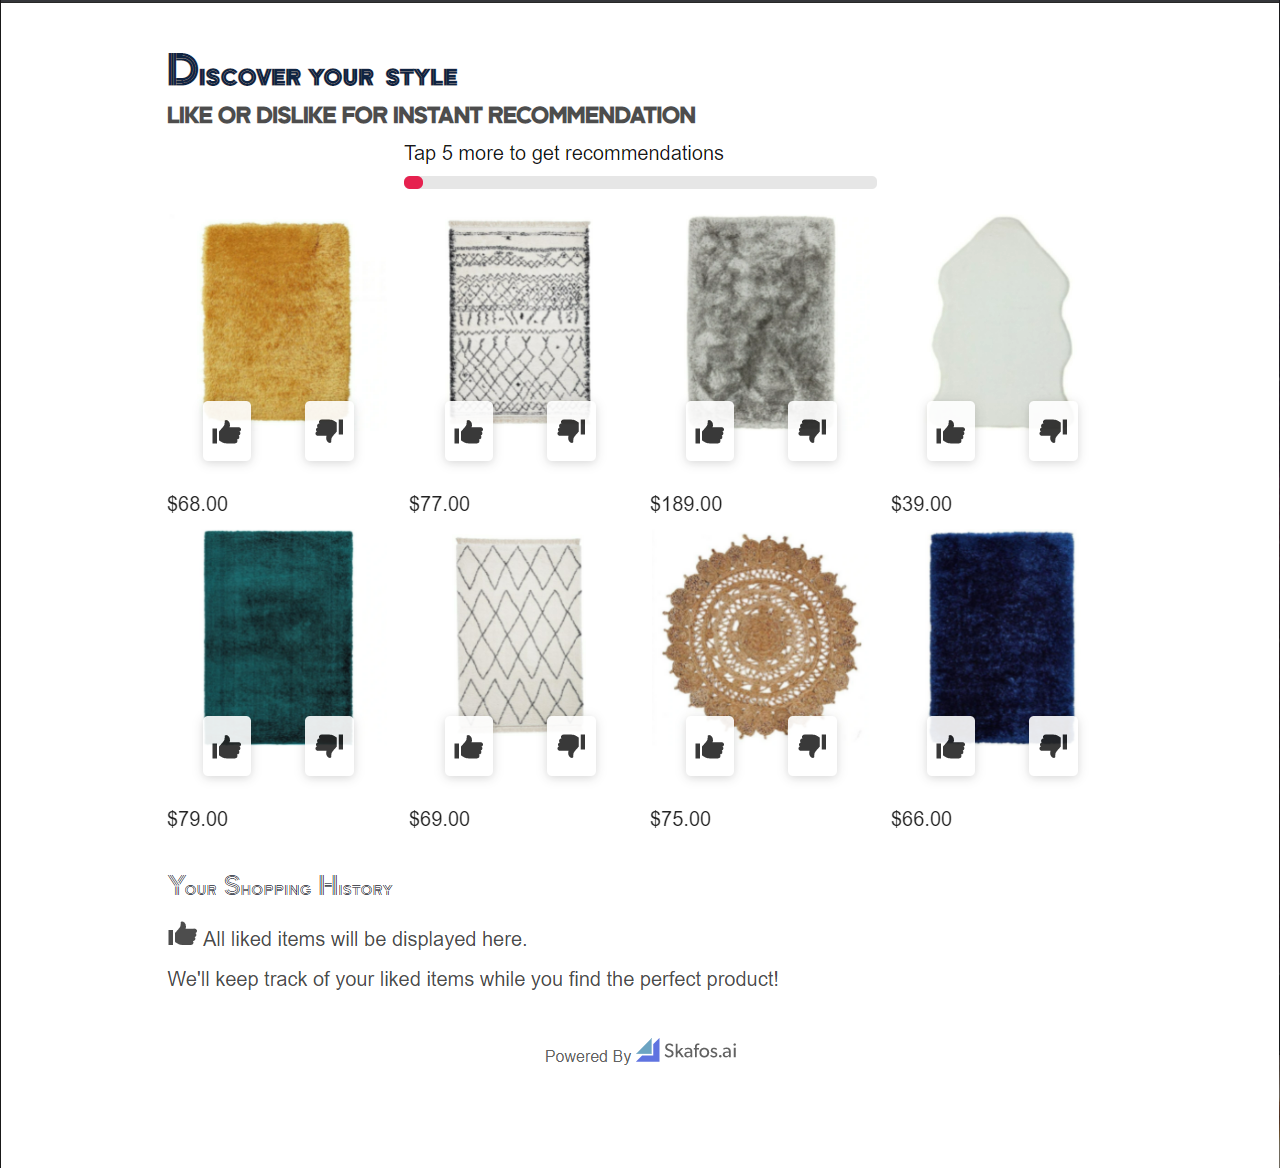 Discover your style
LIKE OR DISLIKE FOR INSTANT RECOMMENDATION
Tap 5 more to get recommendations
$68.00
$77.00
$189.00
$39.00
$79.00
$69.00
$75.00
$66.00
Your Shopping History
All liked items will be displayed here.
We'll keep track of your liked items while you find the perfect product!
Powered By Skafos.ai